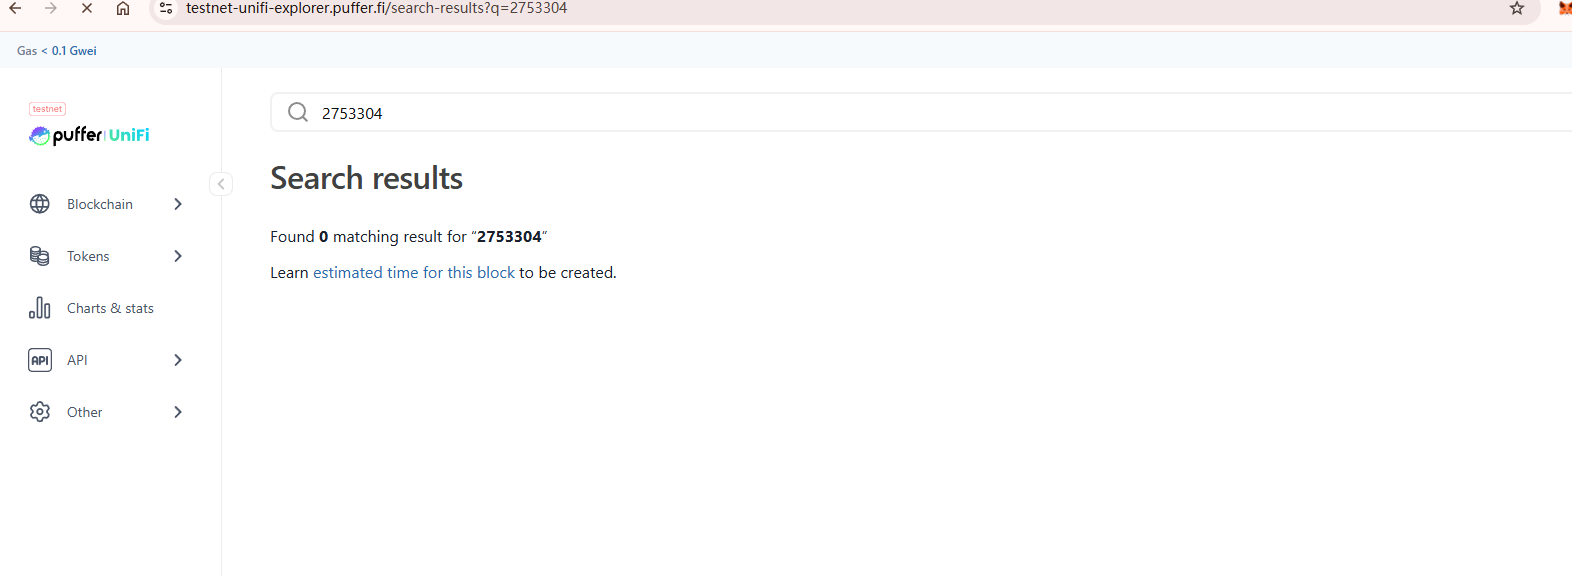 testnet-unifi-explorer.puffer.fi/search-results?q=2753304
Gas < 0.1 Gwei
testnet
puffer UniFi
2753304
Search results
Blockchain
Found 0 matching result for “2753304”
Tokens
Learn estimated time for this block to be created.
Charts & stats
API API
Other